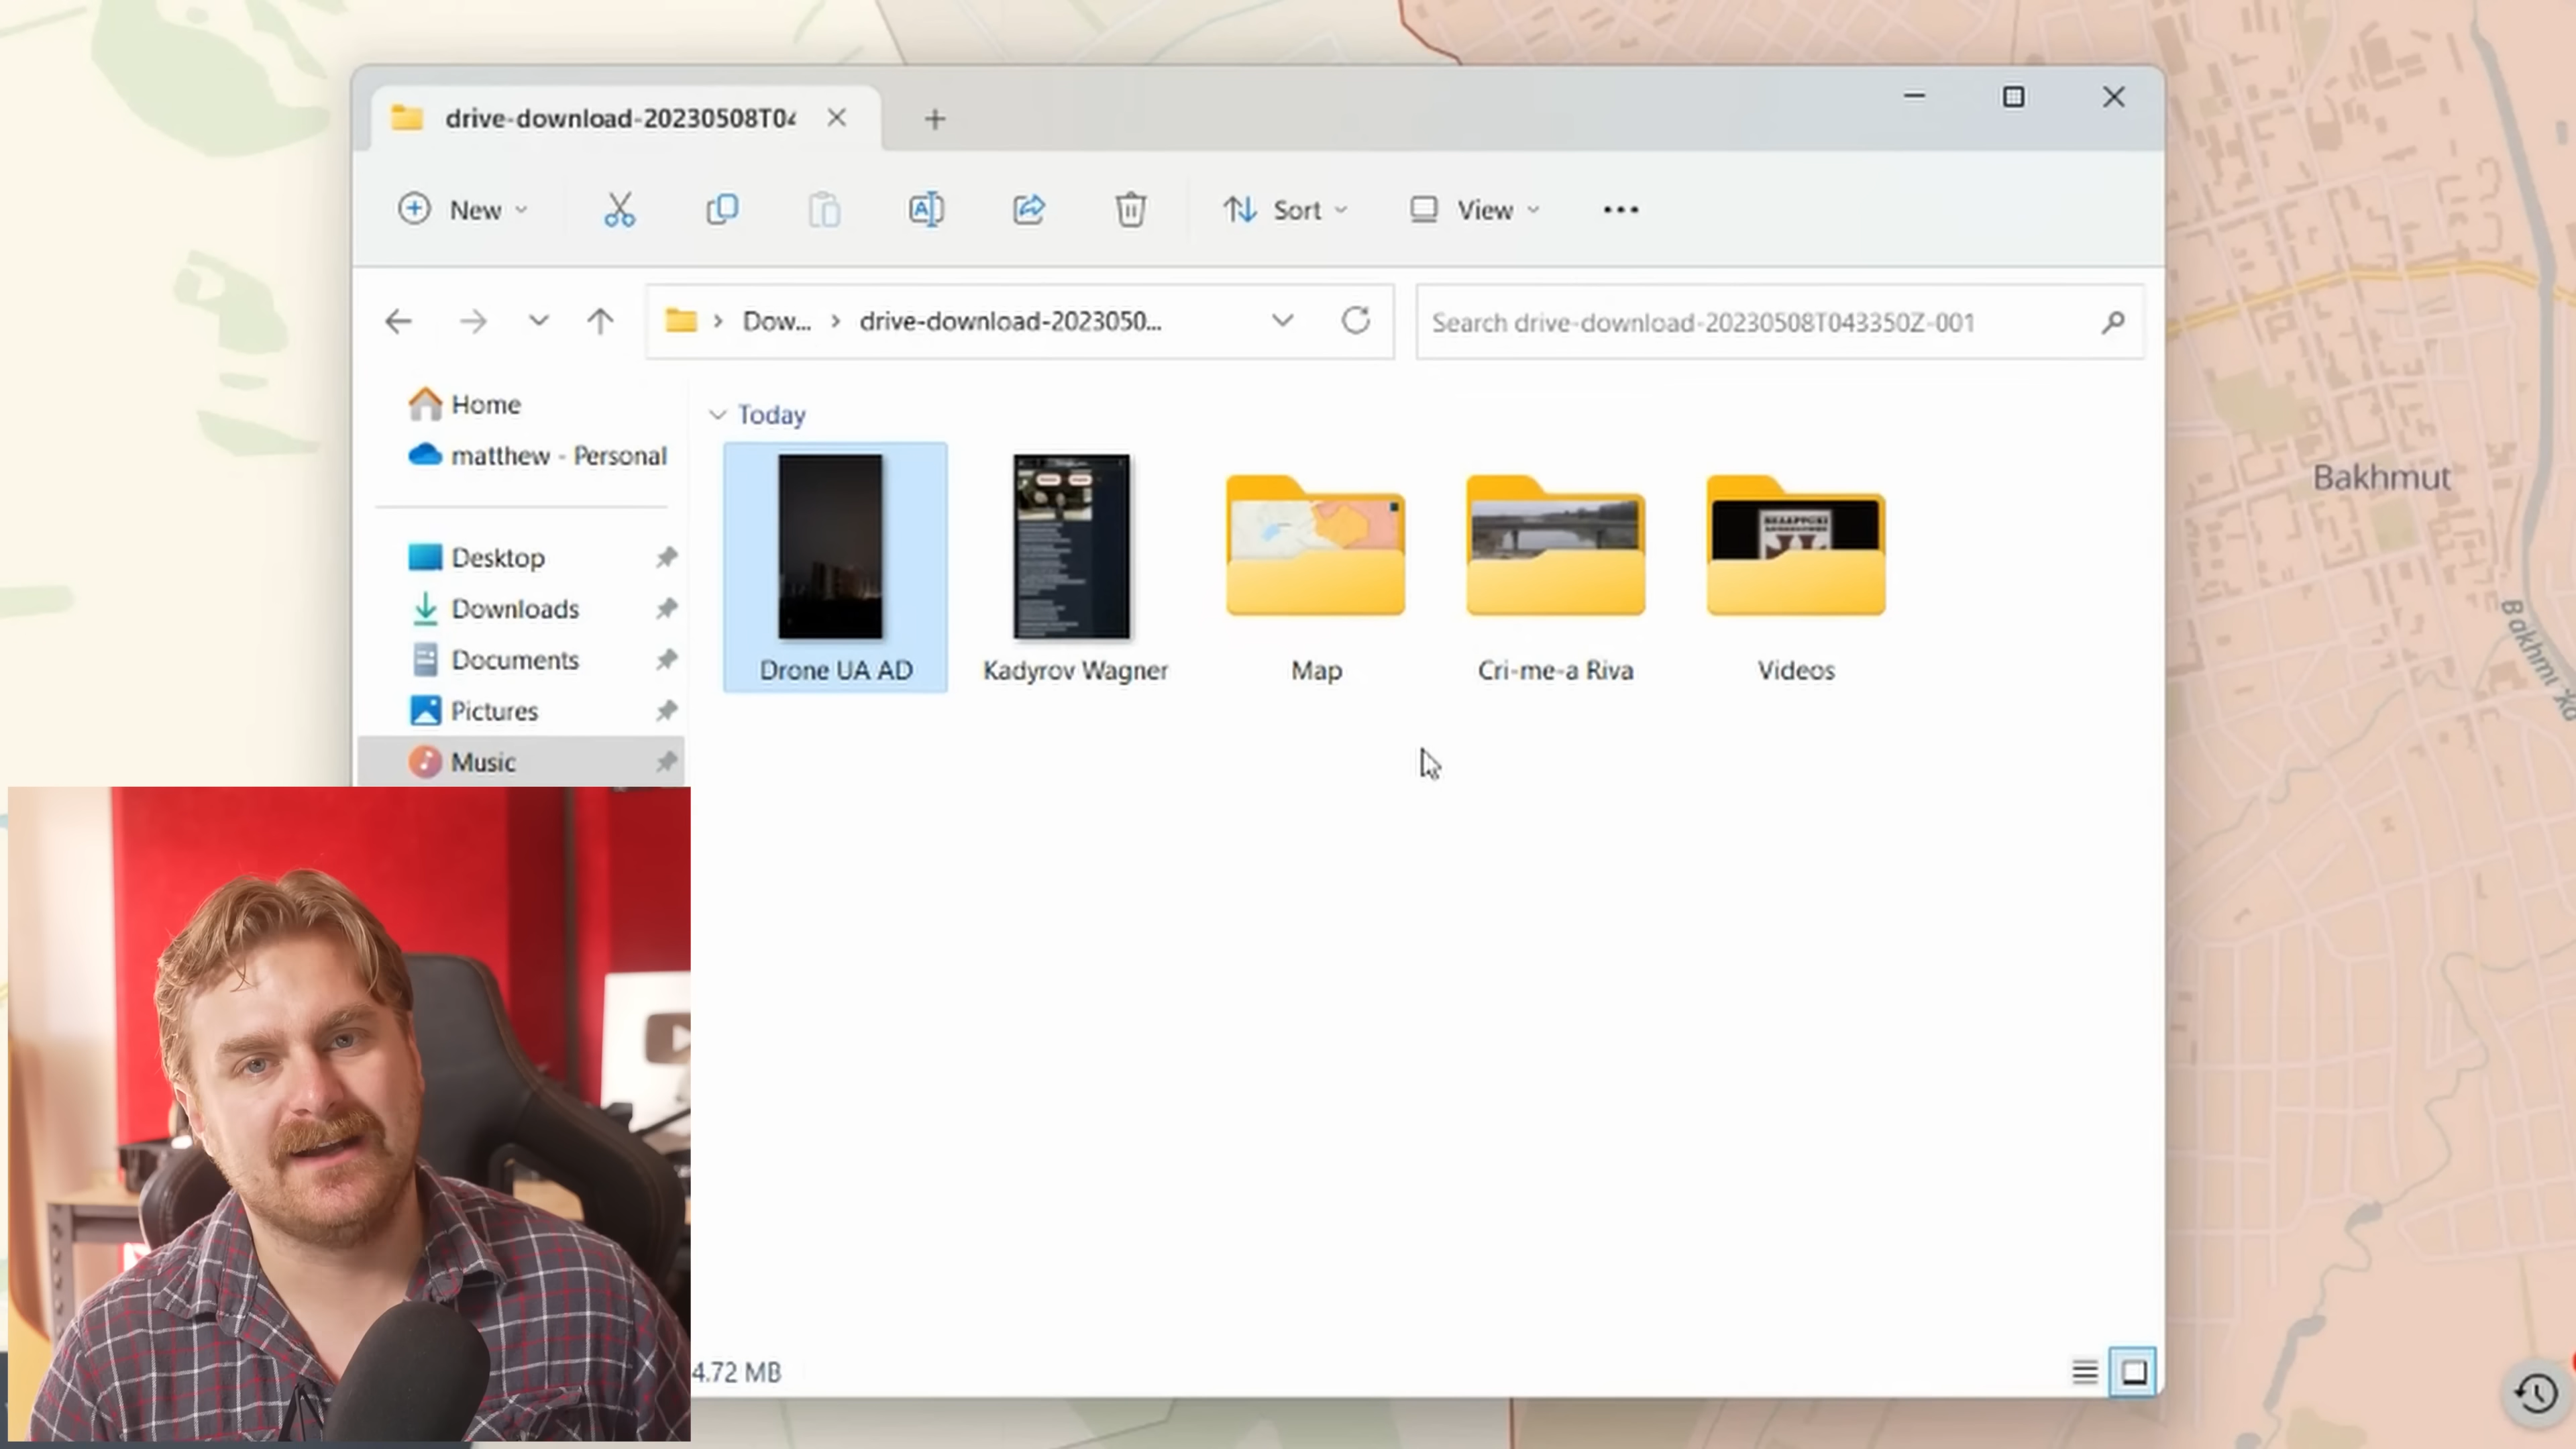 drive-download-20230508T04
New
Sort
View
Dow...
drive-download-2023050...
Search drive-download-20230508T043350Z-001
Home
matthew - Personal
Desktop
Downloads
Documents
Pictures
Music
Today
Drone UA AD
Kadyrov Wagner
Map
Cri-me-a Riva
Videos
4.72 MB
Bakhmut